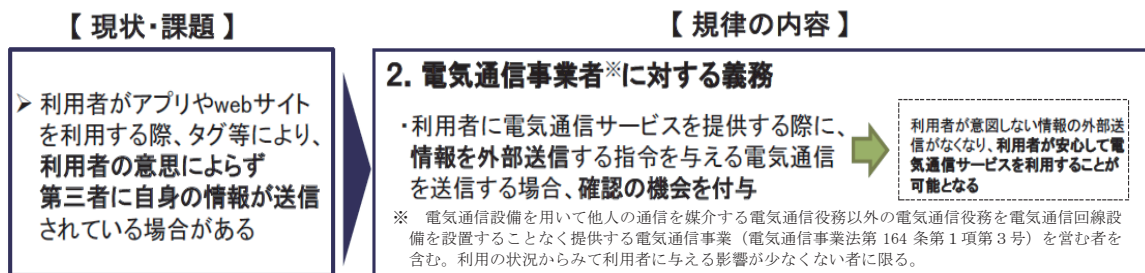 【 現状・課題 】
➢ 利用者がアプリやwebサイト
を利用する際、タグ等により、
利用者の意思によらず
第三者に自身の情報が送信
されている場合がある
【 規律の内容 】
2. 電気通信事業者※に対する義務
・利用者に電気通信サービスを提供する際に、
情報を外部送信する指令を与える電気通信
を送信する場合、確認の機会を付与
利用者が意図しない情報の外部送
信がなくなり、利用者が安心して電
気通信サービスを利用することが
可能となる
※ 電気通信設備を用いて他人の通信を媒介する電気通信役務以外の電気通信役務を電気通信回線設
備を設置することなく提供する電気通信事業（電気通信事業法第 164 条第１項第３号）を営む者を
含む。利用の状況からみて利用者に与える影響が少なくない者に限る。